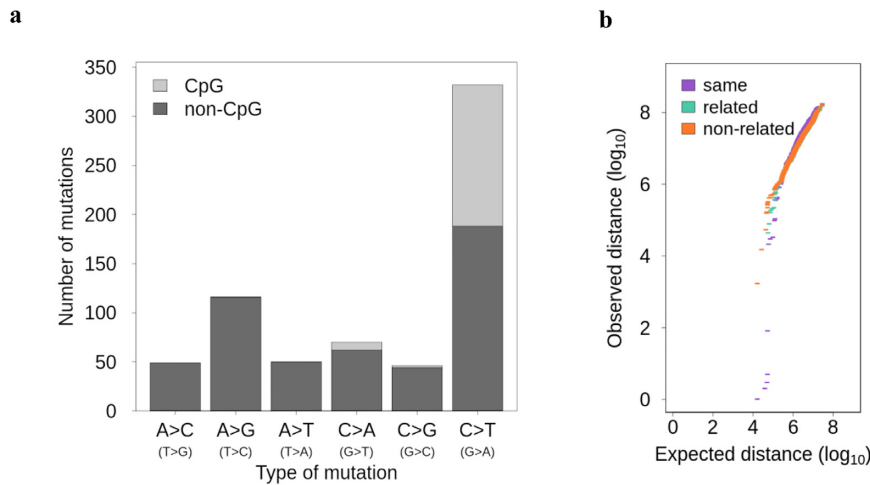 a
b
350
300
250
200
150
100
50
0
Number of mutations
CpG
non-CpG
A>C
A>G
A>T
C>A
C>G
C>T
(T>G)
(T>C)
(T>A)
(G>T)
(G>C)
(G>A)
Type of mutation
Observed distance (log₁₀)
8
6
4
2
0
same
related
non-related
0 2 4 6 8
Expected distance (log₁₀)